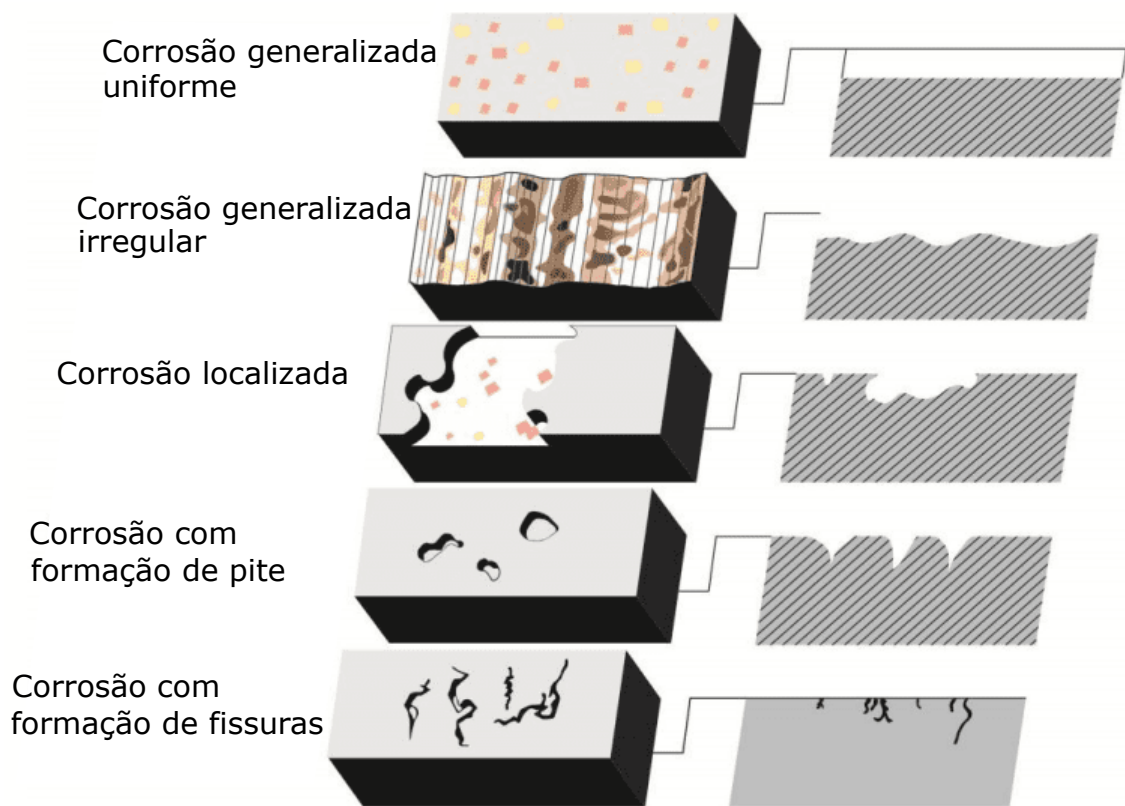 Corrosão generalizada
uniforme
Corrosão generalizada
irregular
Corrosão localizada
Corrosão com
formação de pite
Corrosão com
formação de fissuras